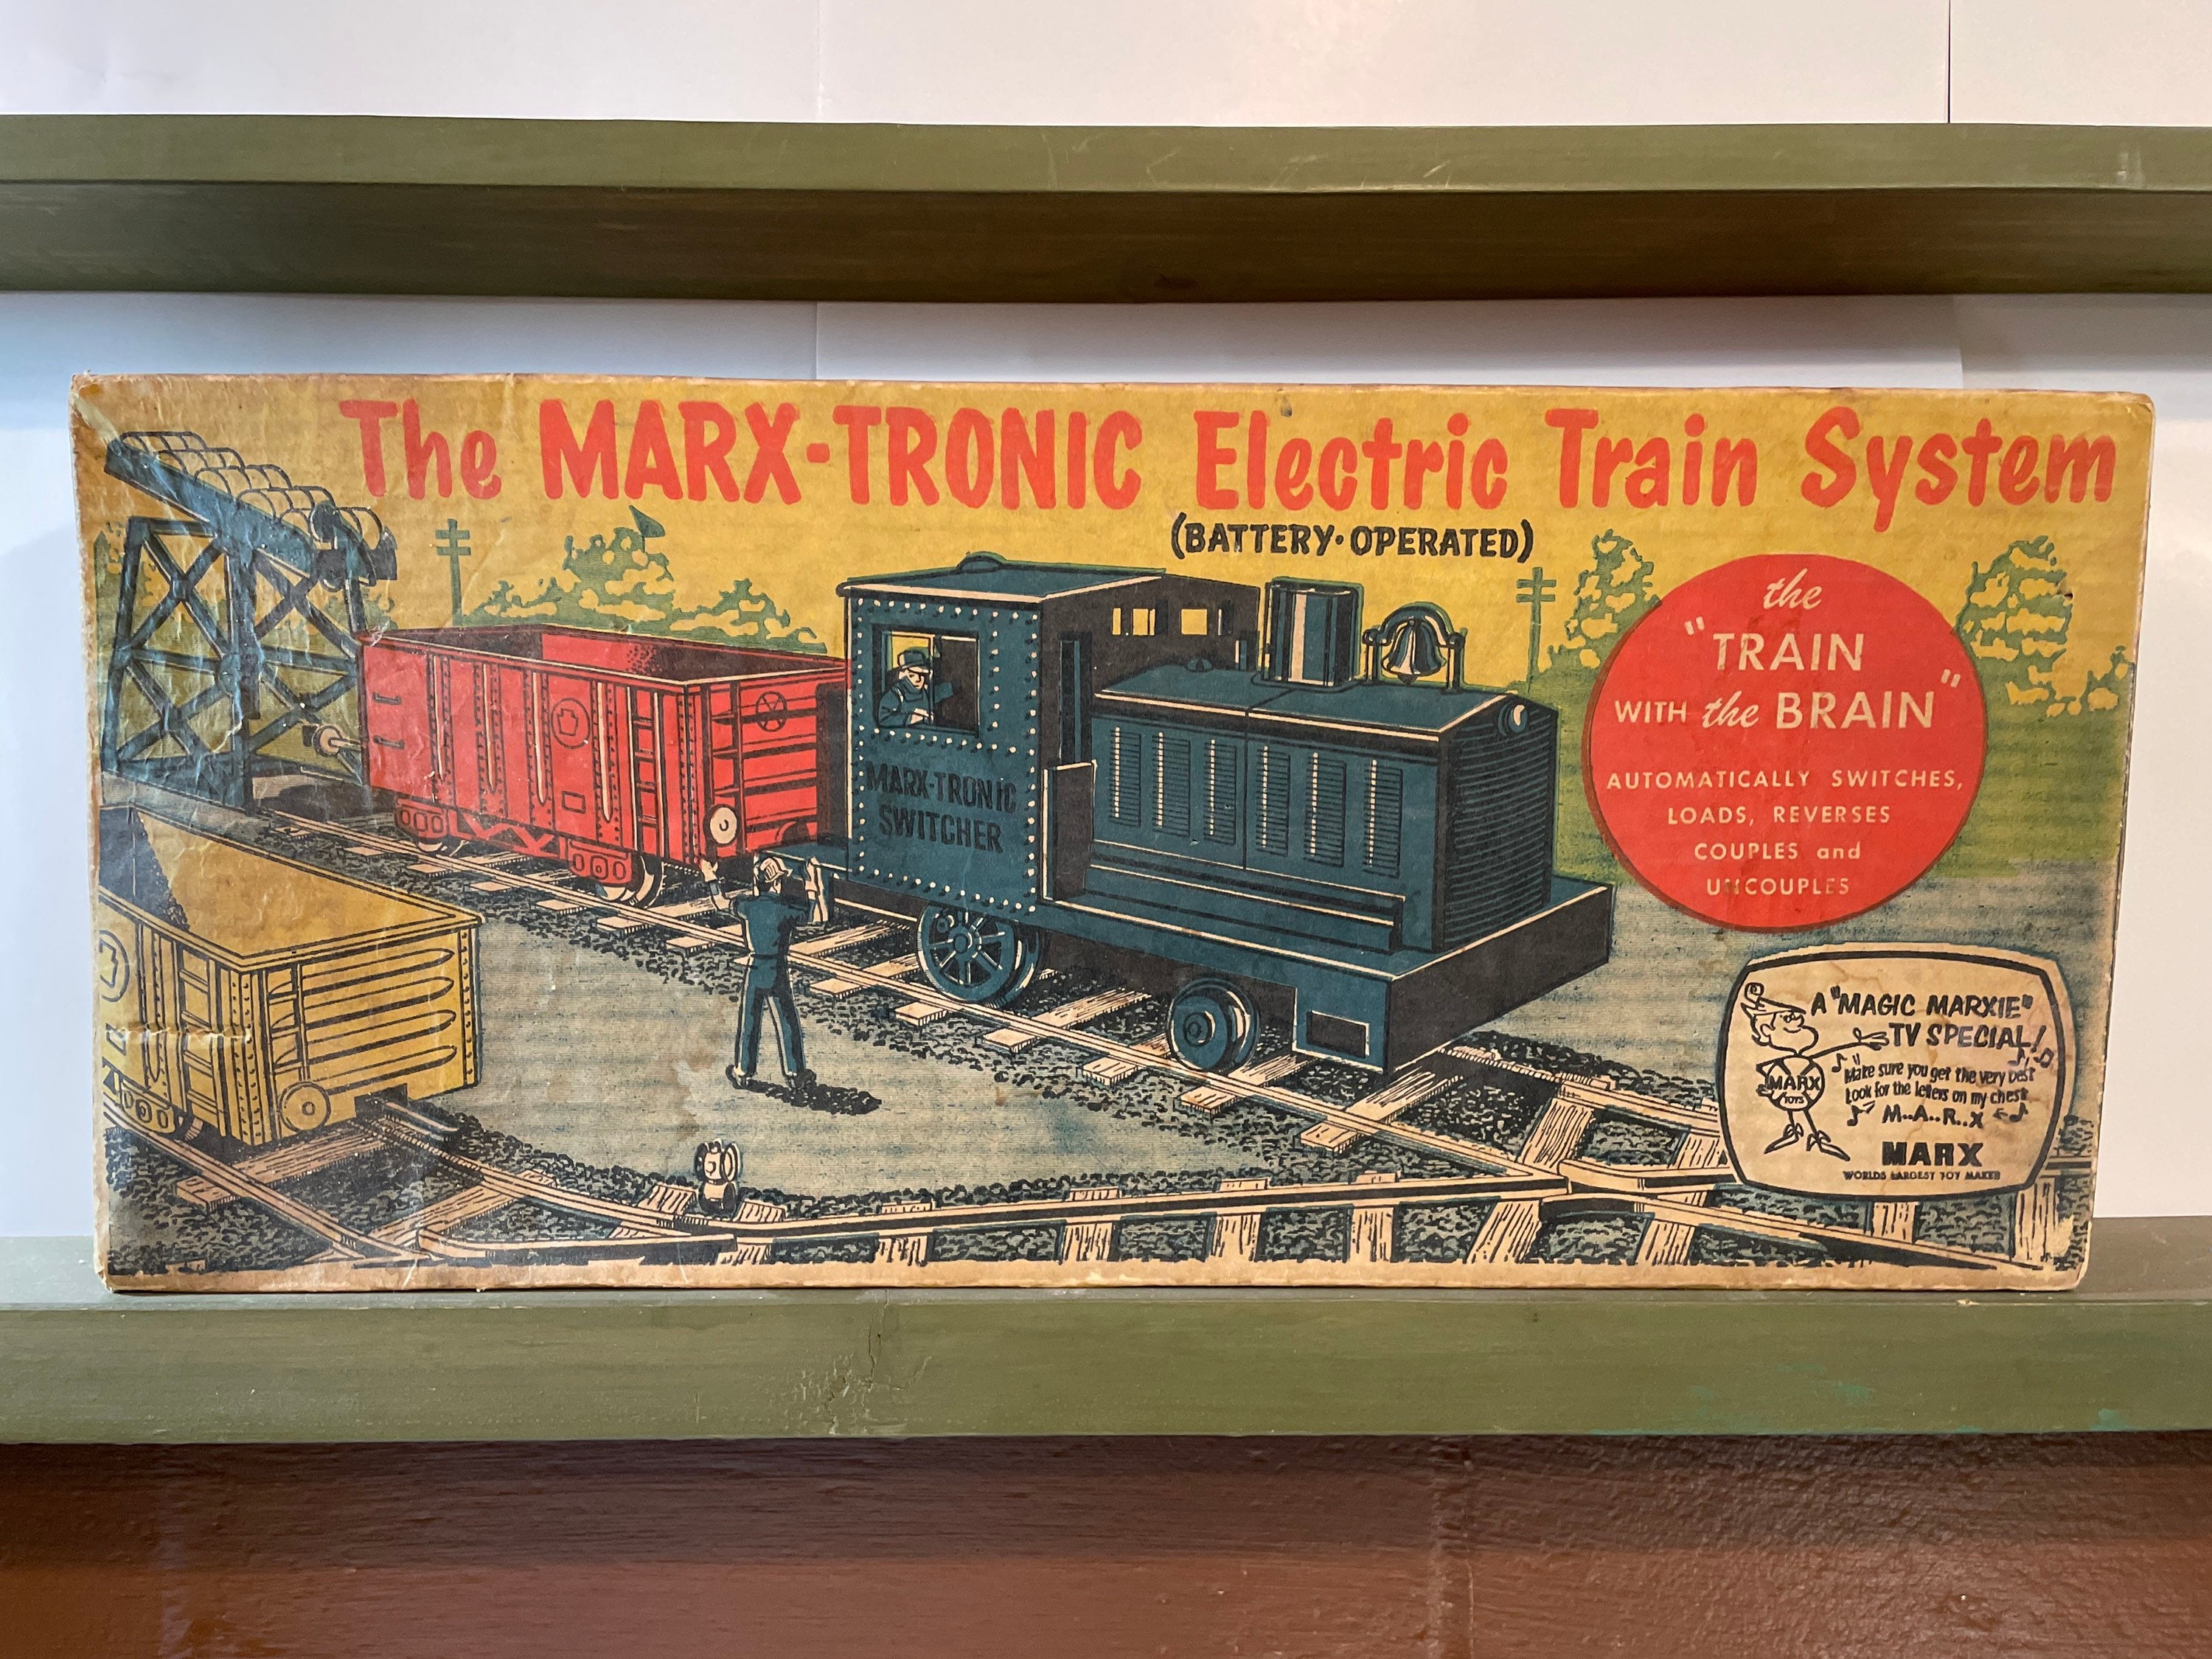 The MARX-TRONIC Electric Train System
(BATTERY-OPERATED)
the
"TRAIN
WITH the BRAIN"
AUTOMATICALLY SWITCHES,
LOADS, REVERSES
COUPLES and
UNCOUPLES
MARX-TRONIC
SWITCHER
A "MAGIC MARXIE"
TV SPECIAL!
Make sure you get the very best
Look for the letters on my chest
M..A..R..X
MARX
TOYS
MARX
WORLDS LARGEST TOY MAKER